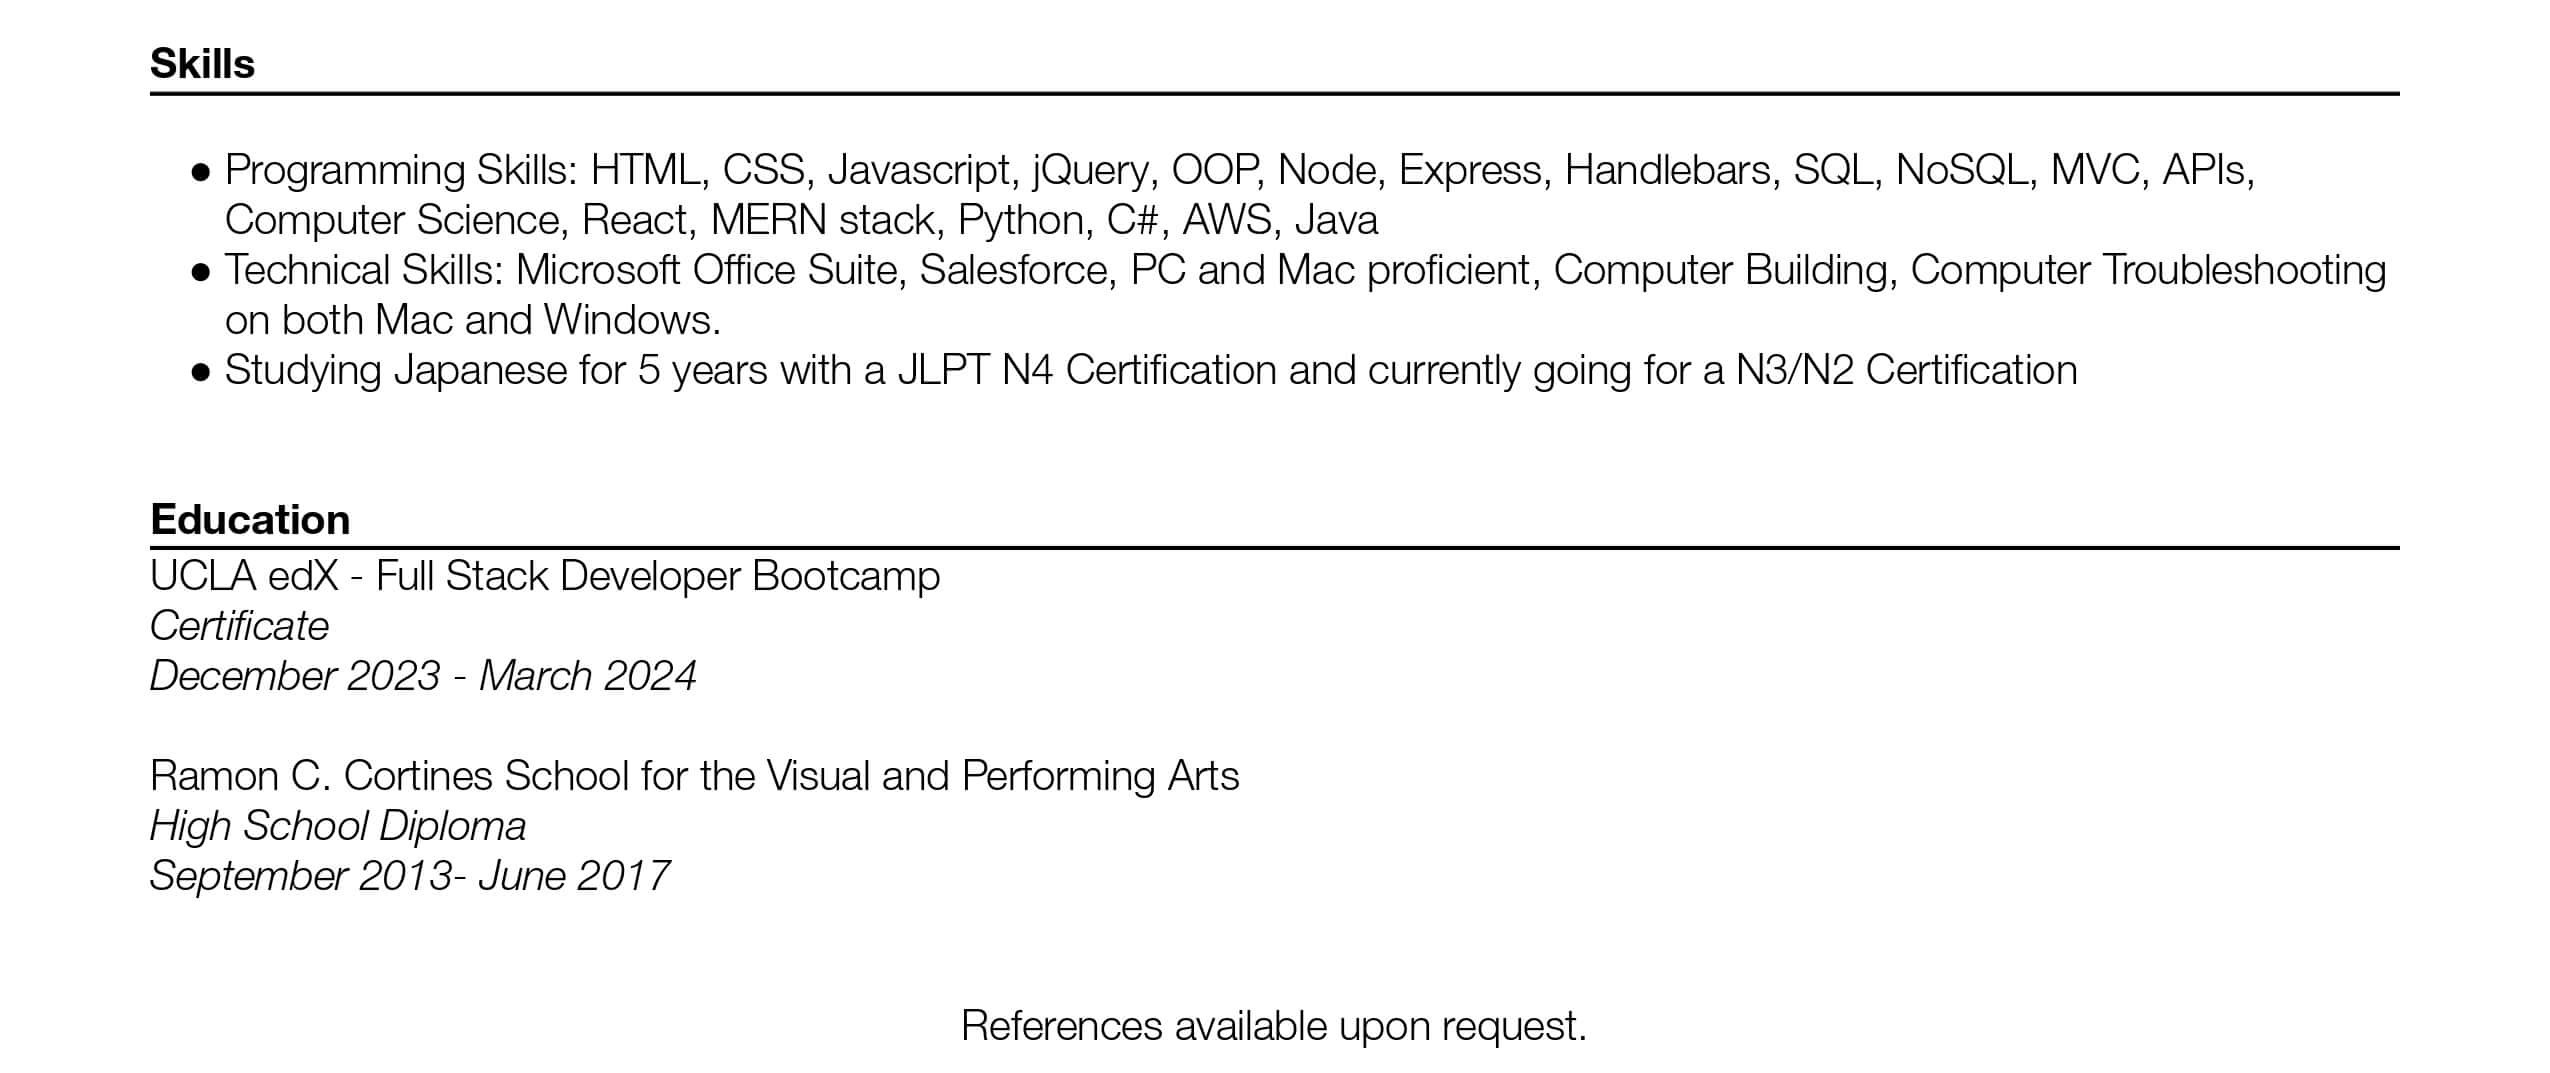 Skills
● Programming Skills: HTML, CSS, Javascript, jQuery, OOP, Node, Express, Handlebars, SQL, NoSQL, MVC, APIs,
Computer Science, React, MERN stack, Python, C#, AWS, Java
● Technical Skills: Microsoft Office Suite, Salesforce, PC and Mac proficient, Computer Building, Computer Troubleshooting
on both Mac and Windows.
● Studying Japanese for 5 years with a JLPT N4 Certification and currently going for a N3/N2 Certification
Education
UCLA edX - Full Stack Developer Bootcamp
Certificate
December 2023 - March 2024
Ramon C. Cortines School for the Visual and Performing Arts
High School Diploma
September 2013- June 2017
References available upon request.